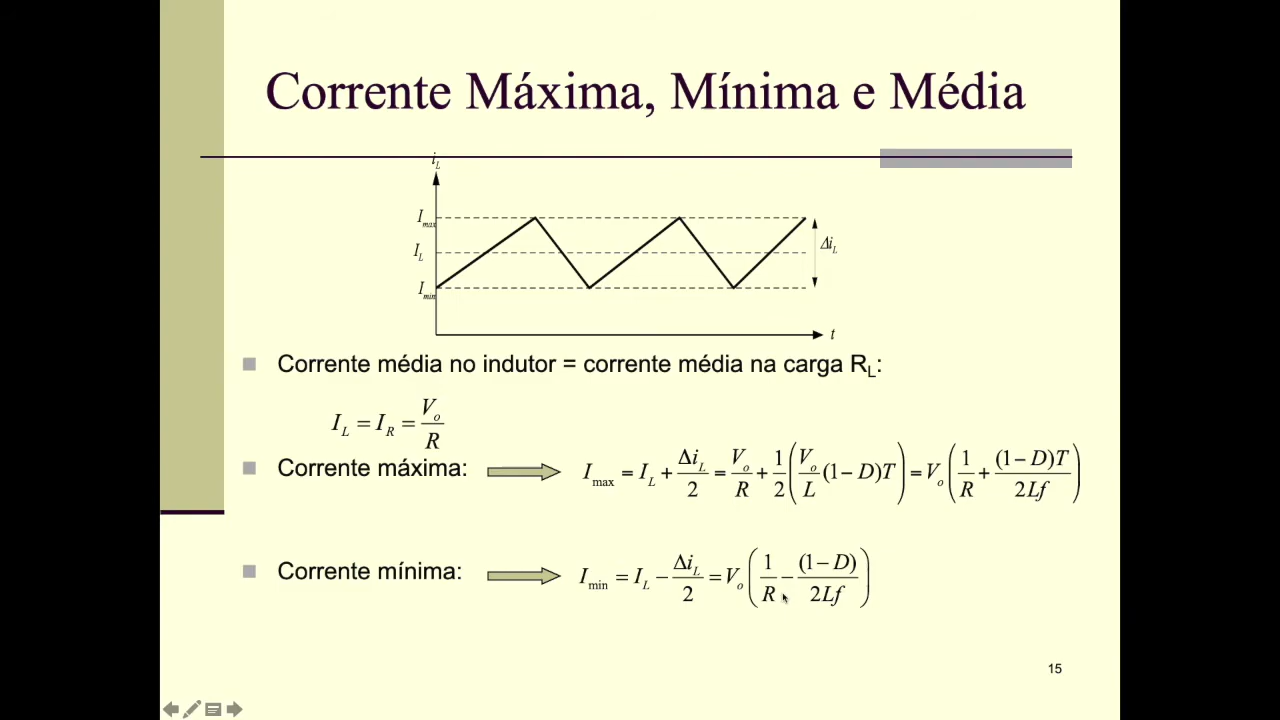 Corrente Máxima, Mínima e Média
i_L
I_max
I_L
Δi_L
I_min
t
Corrente média no indutor = corrente média na carga R_L:
I_L = I_R = V_o/R
Corrente máxima: I_max = I_L + Δi_L/2 = V_o/R + 1/2 (V_o/L (1−D)T) = V_o (1/R + (1−D)T/2Lf)
Corrente mínima: I_min = I_L − Δi_L/2 = V_o (1/R − (1−D)/2Lf)
15